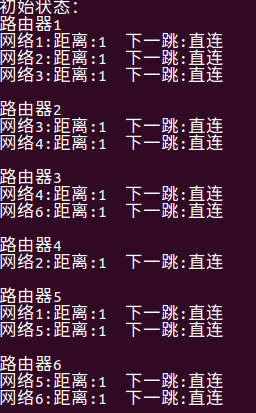 初始状态:
路由器1
网络1:距离:1  下一跳:直连
网络2:距离:1  下一跳:直连
网络3:距离:1  下一跳:直连

路由器2
网络3:距离:1  下一跳:直连
网络4:距离:1  下一跳:直连

路由器3
网络4:距离:1  下一跳:直连
网络6:距离:1  下一跳:直连

路由器4
网络2:距离:1  下一跳:直连

路由器5
网络1:距离:1  下一跳:直连
网络5:距离:1  下一跳:直连

路由器6
网络5:距离:1  下一跳:直连
网络6:距离:1  下一跳:直连